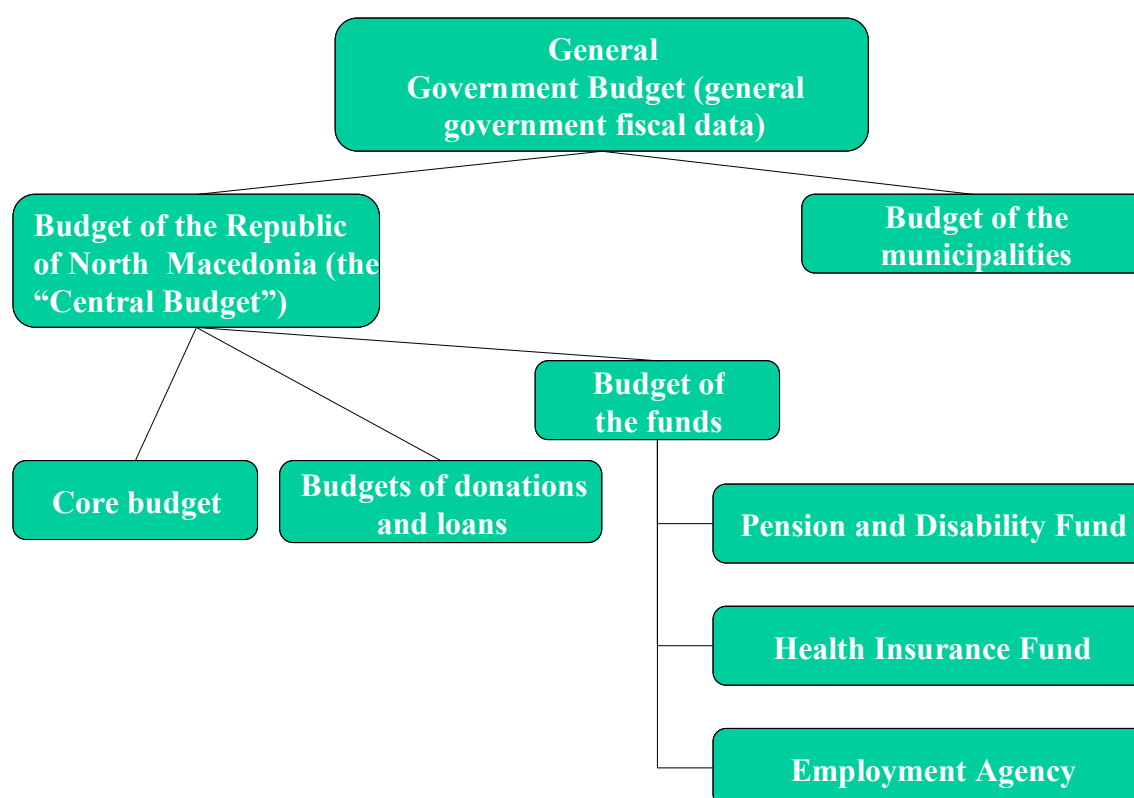 General
Government Budget (general
government fiscal data)
Budget of the Republic
of North  Macedonia (the
“Central Budget”)
Budget of the
municipalities
Budget of
the funds
Core budget
Budgets of donations
and loans
Pension and Disability Fund
Health Insurance Fund
Employment Agency